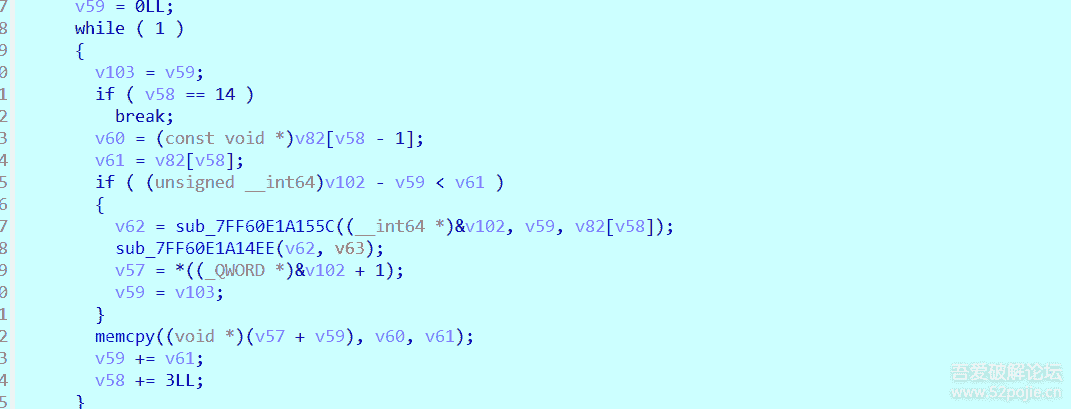 7 v59 = 0LL;
8 while ( 1 )
9 {
0 v103 = v59;
1 if ( v58 == 14 )
2 break;
3 v60 = (const void *)v82[v58 - 1];
4 v61 = v82[v58];
5 if ( (unsigned __int64)v102 - v59 < v61 )
6 {
7 v62 = sub_7FF60E1A155C((__int64 *)&v102, v59, v82[v58]);
8 sub_7FF60E1A14EE(v62, v63);
9 v57 = *((_QWORD *)&v102 + 1);
0 v59 = v103;
1 }
2 memcpy((void *)(v57 + v59), v60, v61);
3 v59 += v61;
4 v58 += 3LL;
5 }
吾爱破解论坛
www.52pojie.cn